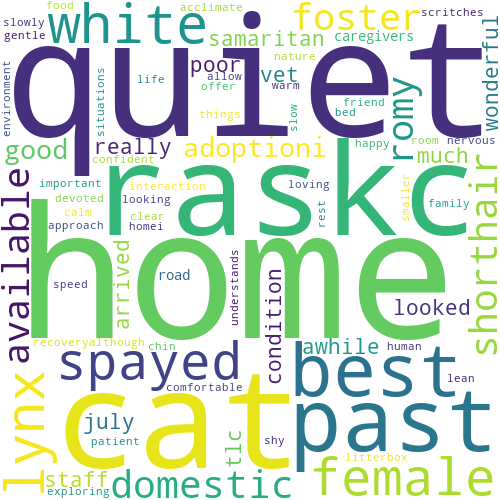 food
acclimate
slowly
white
foster
scritches
gentle
samaritan
caregivers
quiet
poor
nature
environment
situations
life
allow
vet
wonderful
offer
warm
friend
good
really
things
slow
bed
romy
much
room
nervous
confident
adoptioni
happy
important
interaction
loving
raskc
devoted
looking
smaller
family
shorthair
available
calm
clear
rest
approach
homei
home
arrived
understands
road
speed
condition
looked
recoveryalthough
chin
awhile
human
spayed
best
comfortable
lean
lynx
cat
past
july
tlc
shy
patient
litterbox
staff
exploring
domestic
female